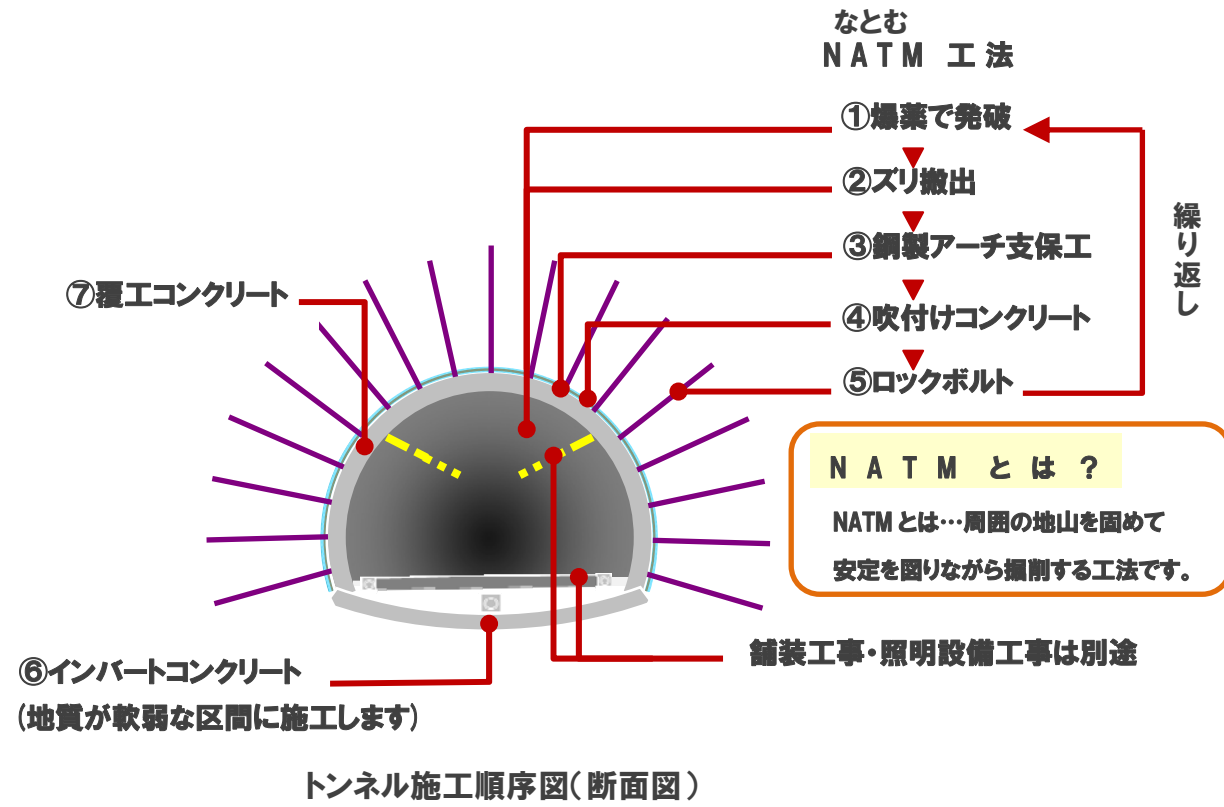 なとむ
NATM 工法
①爆薬で発破
②ズリ搬出
③鋼製アーチ支保工
④吹付けコンクリート
⑤ロックボルト
繰り返し
⑦覆工コンクリート
NATM とは?
NATMとは…周囲の地山を固めて
安定を図りながら掘削する工法です。
舗装工事・照明設備工事は別途
⑥インバートコンクリート
(地質が軟弱な区間に施工します)
トンネル施工順序図(断面図)